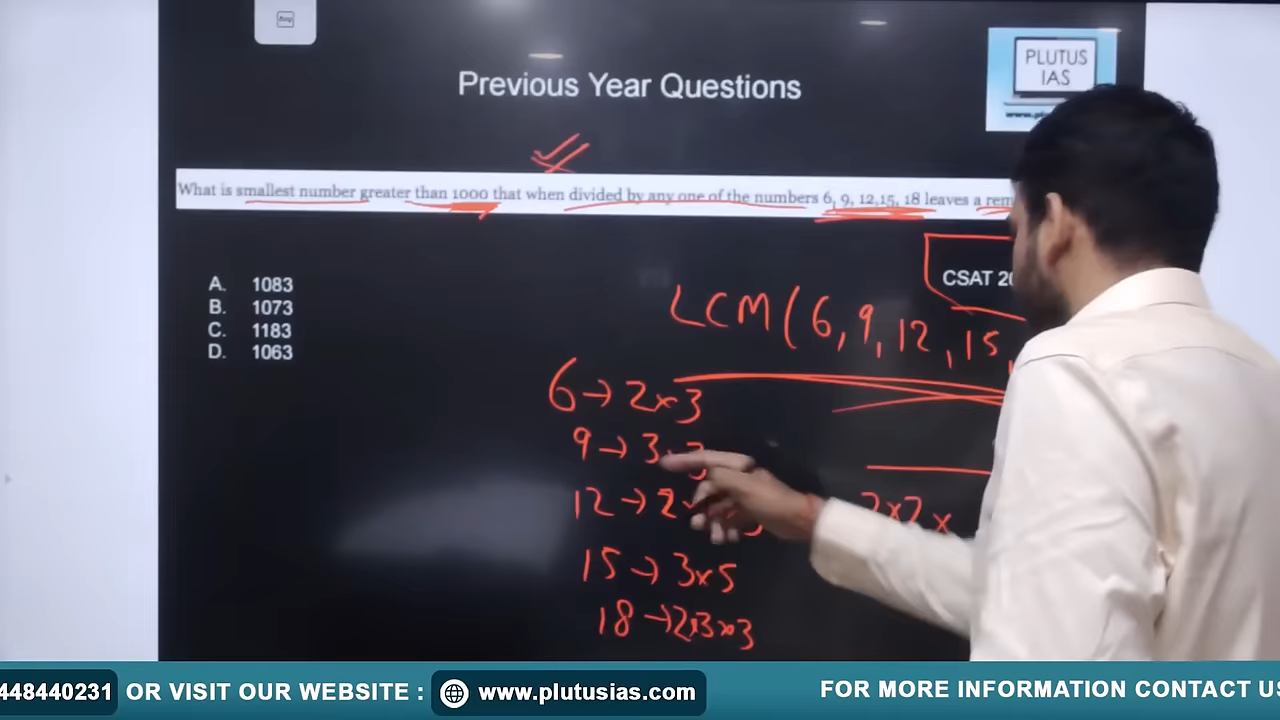 PLUTUS
IAS
Previous Year Questions
What is smallest number greater than 1000 that when divided by any one of the numbers 6, 9, 12,15, 18 leaves a rem
CSAT 20
A. 1083
B. 1073
C. 1183
D. 1063
LCM (6, 9, 12, 15,
6 → 2×3
9 → 3×3
12 → 2
15 → 3×5
18 → 2×3×3
2×2×
448440231 OR VISIT OUR WEBSITE : www.plutusias.com FOR MORE INFORMATION CONTACT US